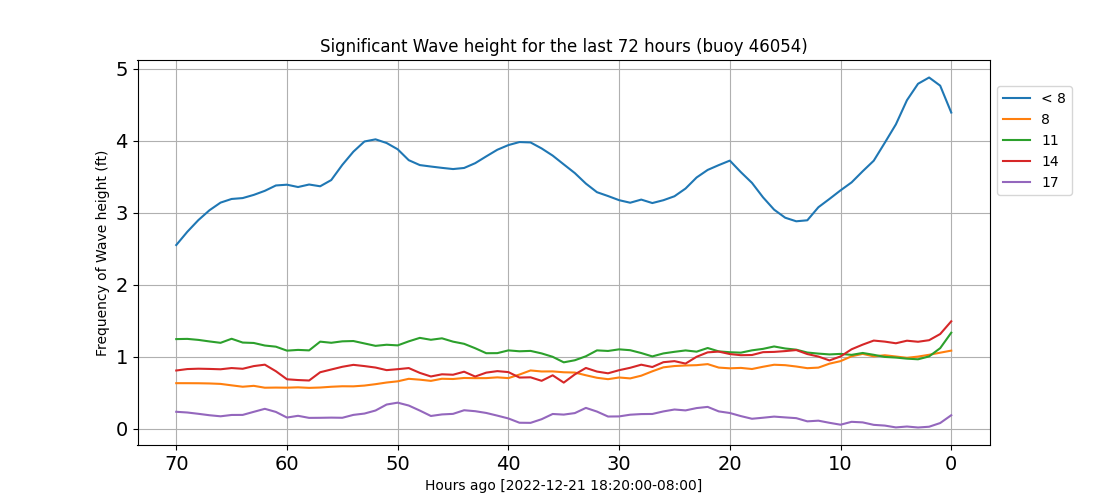 Significant Wave height for the last 72 hours (buoy 46054)
Frequency of Wave height (ft)
5
4
3
2
1
0
70 60 50 40 30 20 10 0
Hours ago [2022-12-21 18:20:00-08:00]
< 8
8
11
14
17